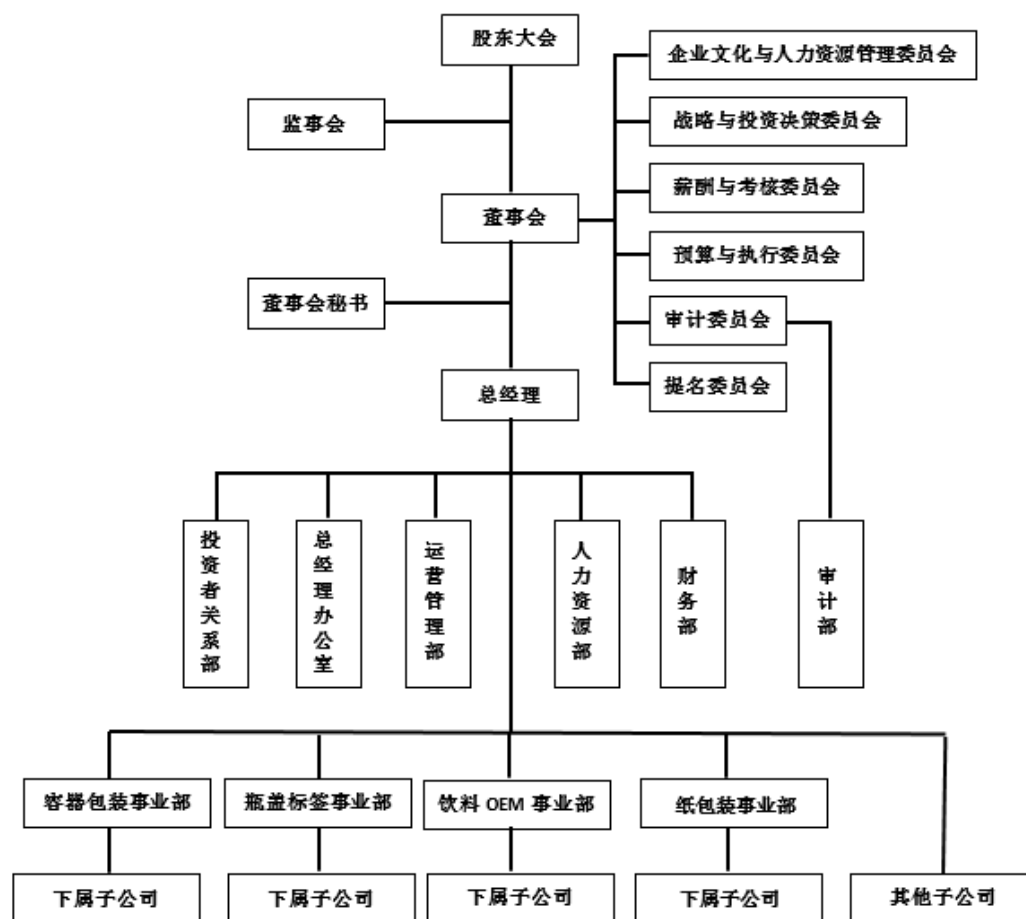 股东大会
企业文化与人力资源管理委员会
监事会
战略与投资决策委员会
薪酬与考核委员会
董事会
预算与执行委员会
董事会秘书
审计委员会
总经理
提名委员会
投资者关系部
总经理办公室
运营管理部
人力资源部
财务部
审计部
容器包装事业部
瓶盖标签事业部
饮料 OEM 事业部
纸包装事业部
下属子公司
下属子公司
下属子公司
下属子公司
其他子公司